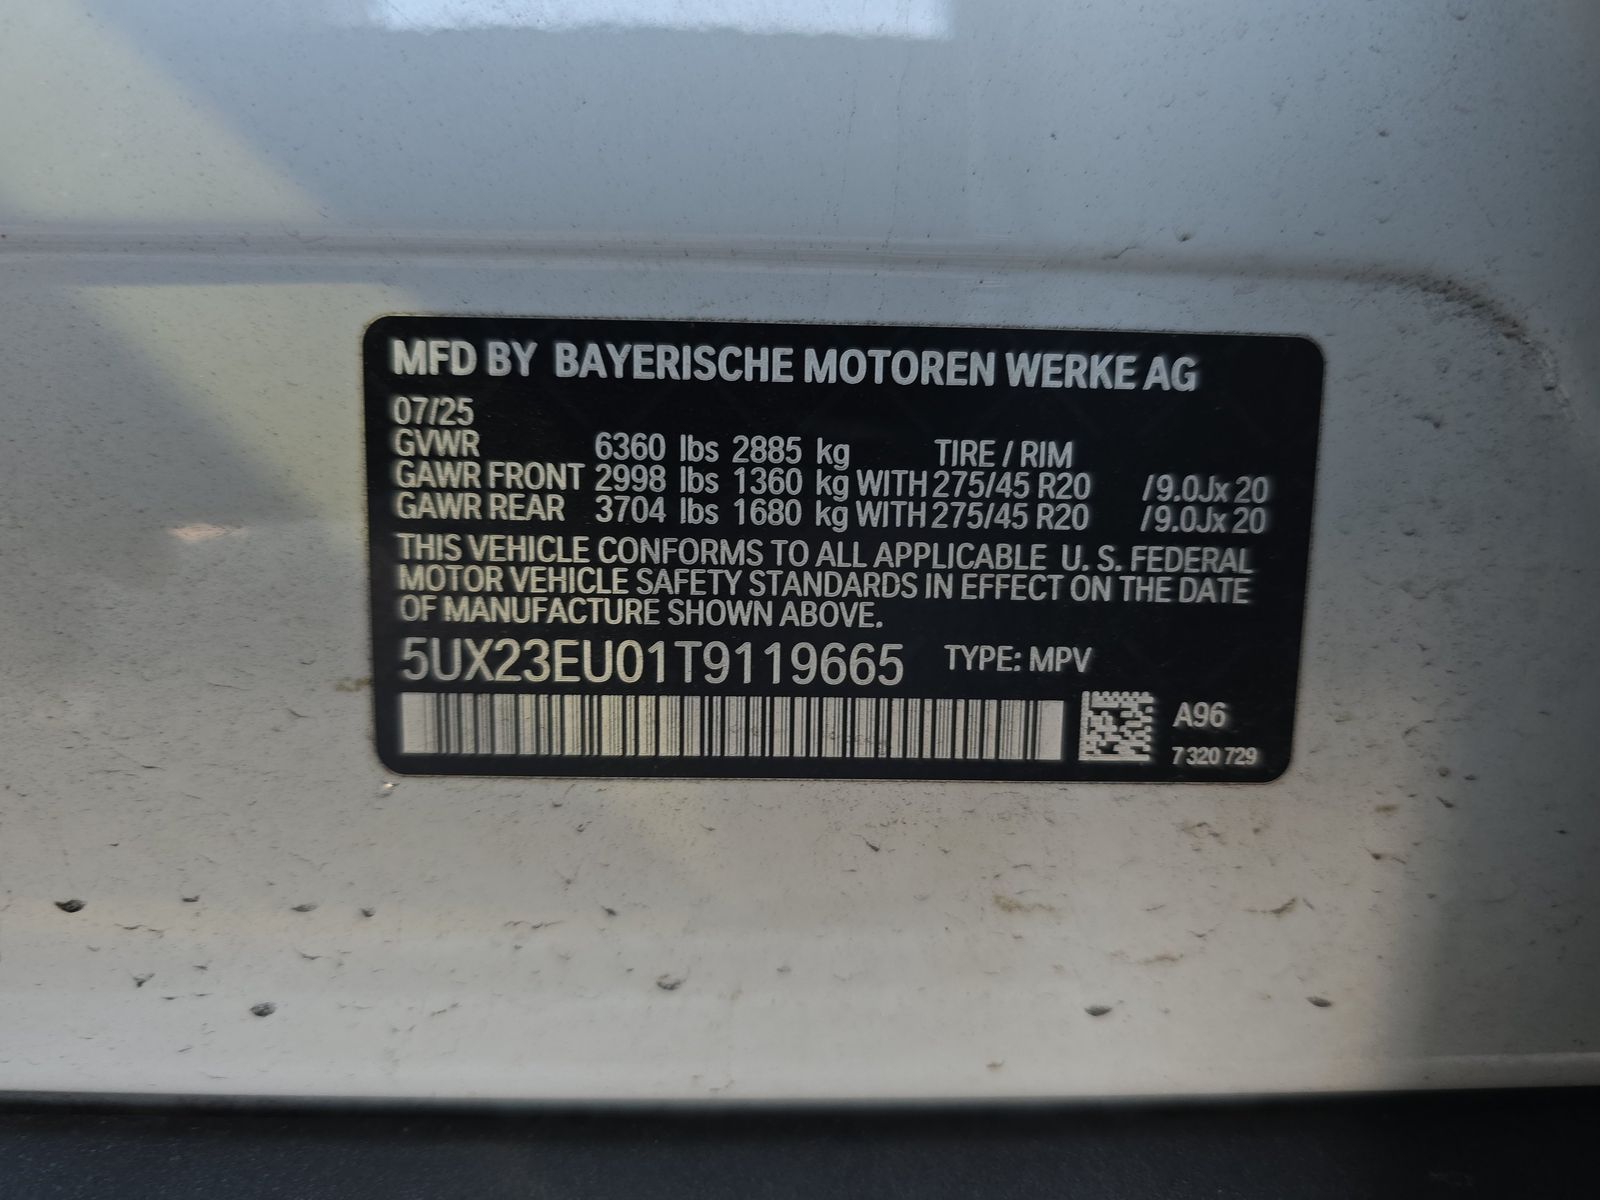 MFD BY BAYERISCHE MOTOREN WERKE AG
07/25
GVWR 6360 lbs 2885 kg TIRE / RIM
GAWR FRONT 2998 lbs 1360 kg WITH 275/45 R20 / 9.0Jx 20
GAWR REAR 3704 lbs 1680 kg WITH 275/45 R20 / 9.0Jx 20
THIS VEHICLE CONFORMS TO ALL APPLICABLE U. S. FEDERAL
MOTOR VEHICLE SAFETY STANDARDS IN EFFECT ON THE DATE
OF MANUFACTURE SHOWN ABOVE.
5UX23EU01T9119665 TYPE: MPV
A96
7 320 729